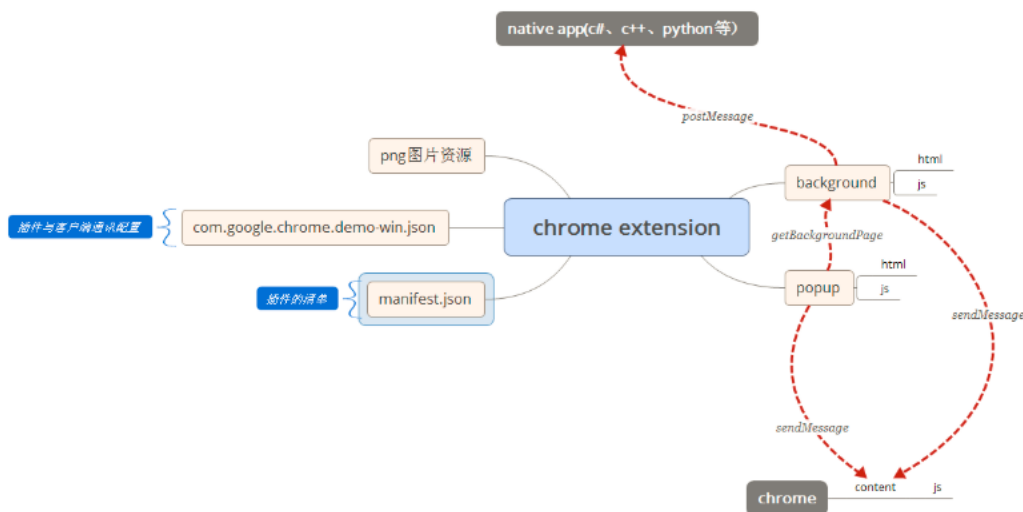 native app(c#、c++、python等）
postMessage
png图片资源
html
background
js
插件与客户端通讯配置
com.google.chrome.demo-win.json
chrome extension
getBackgroundPage
html
插件的清单
manifest.json
popup
js
sendMessage
sendMessage
chrome
content
js